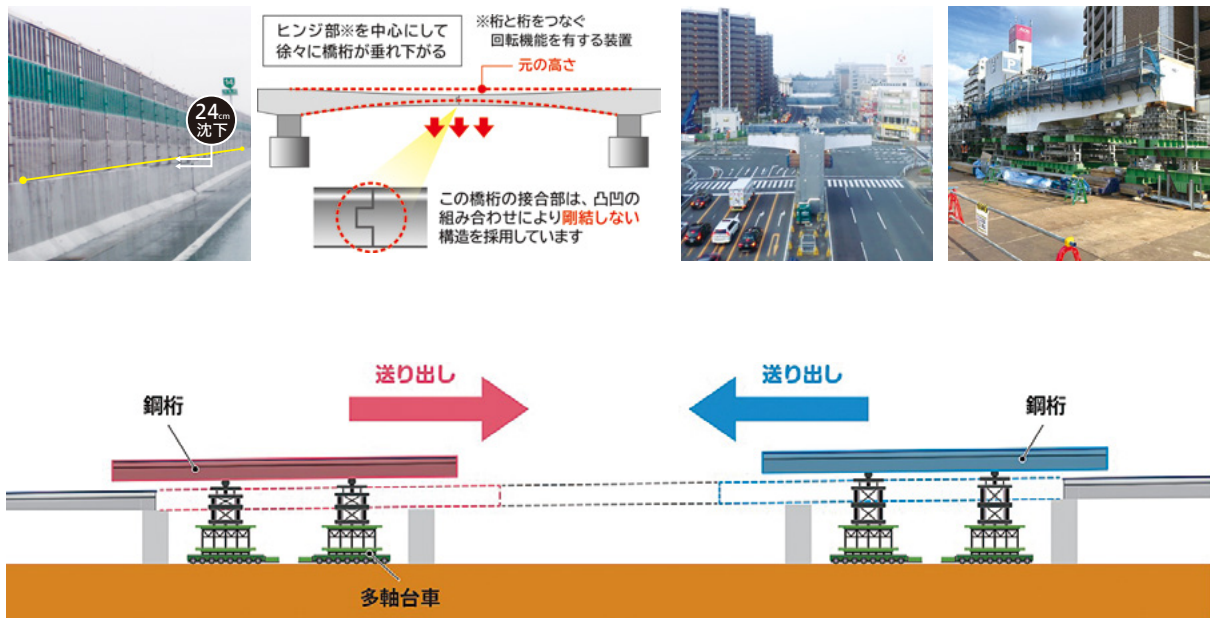 24cm
沈下
ヒンジ部※を中心にして
徐々に橋桁が垂れ下がる
※桁と桁をつなぐ
回転機能を有する装置
元の高さ
この橋桁の接合部は、凸凹の
組み合わせにより剛結しない
構造を採用しています
P
送り出し
送り出し
鋼桁
鋼桁
多軸台車